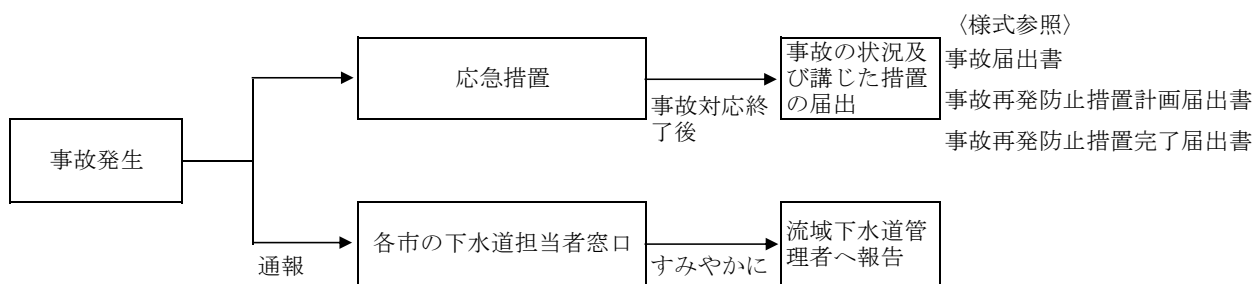 〈様式参照〉
事故届出書
事故再発防止措置計画届出書
事故再発防止措置完了届出書
事故発生
応急措置
事故対応終
了後
事故の状況及
び講じた措置
の届出
通報
各市の下水道担当者窓口
すみやかに
流域下水道管
理者へ報告